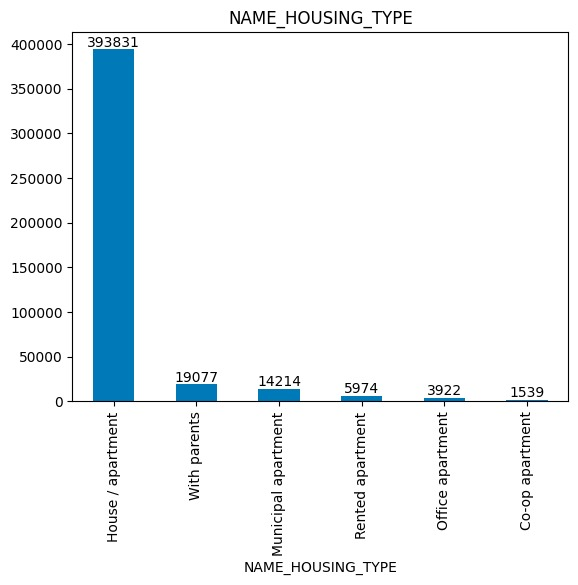 NAME_HOUSING_TYPE
400000
350000
300000
250000
200000
150000
100000
50000
0
393831
19077
14214
5974
3922
1539
House / apartment
With parents
Municipal apartment
Rented apartment
Office apartment
Co-op apartment
NAME_HOUSING_TYPE